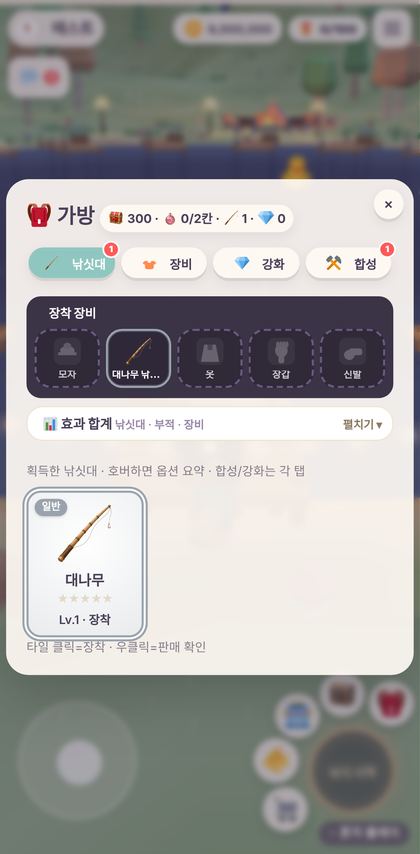 가방 300 · 0/2칸 · 1 · 0
×
낚싯대 1
장비
강화
합성 1
장착 장비
모자
대나무 낚...
옷
장갑
신발
효과 합계 낚싯대 · 부적 · 장비
펼치기 ▾
획득한 낚싯대 · 호버하면 옵션 요약 · 합성/강화는 각 탭
일반
대나무
★★★★★
Lv.1 · 장착
타일 클릭=장착 · 우클릭=판매 확인